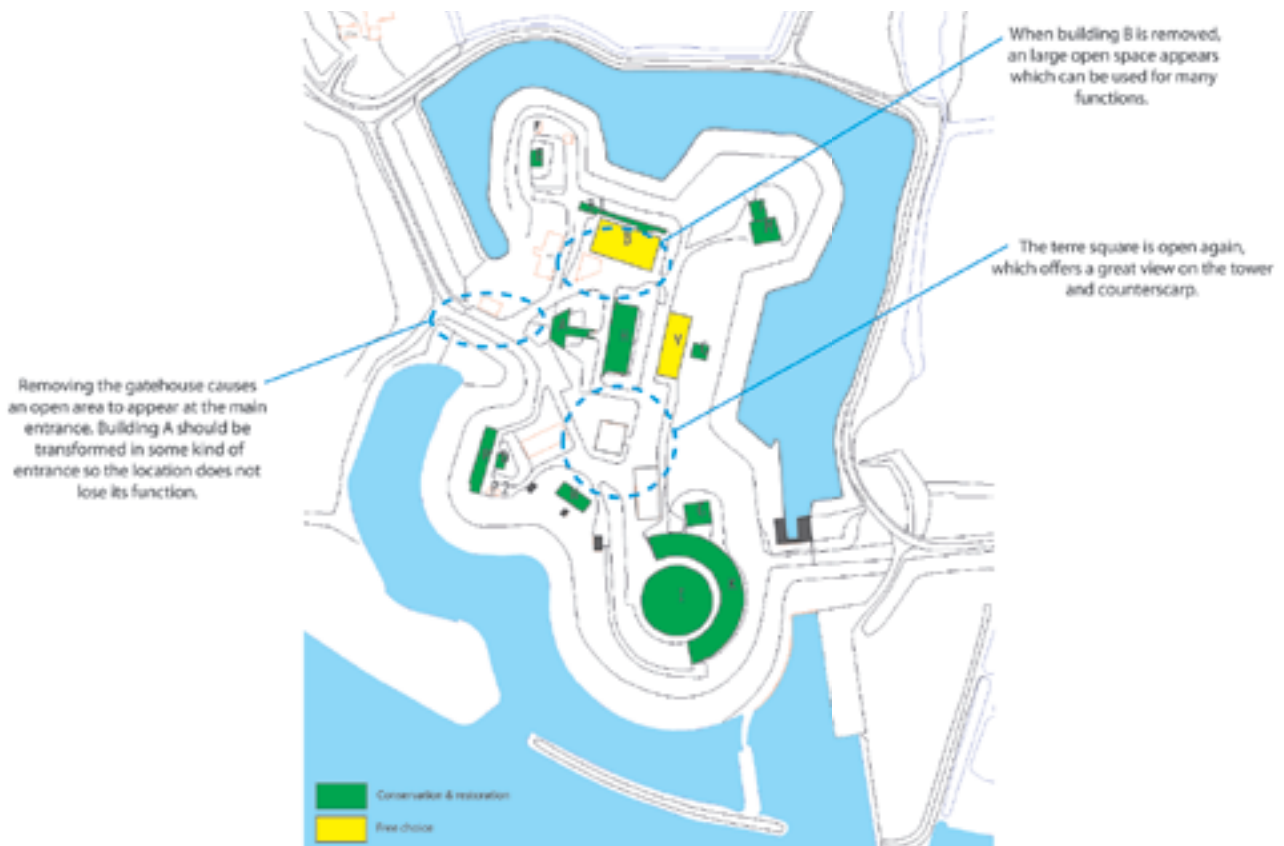 When building B is removed,
an large open space appears
which can be used for many
functions.
The terre square is open again,
which offers a great view on the tower
and counterscarp.
Removing the gatehouse causes
an open area to appear at the main
entrance. Building A should be
transformed in some kind of
entrance so the location does not
lose its function.
Conservation & restoration
Free choice